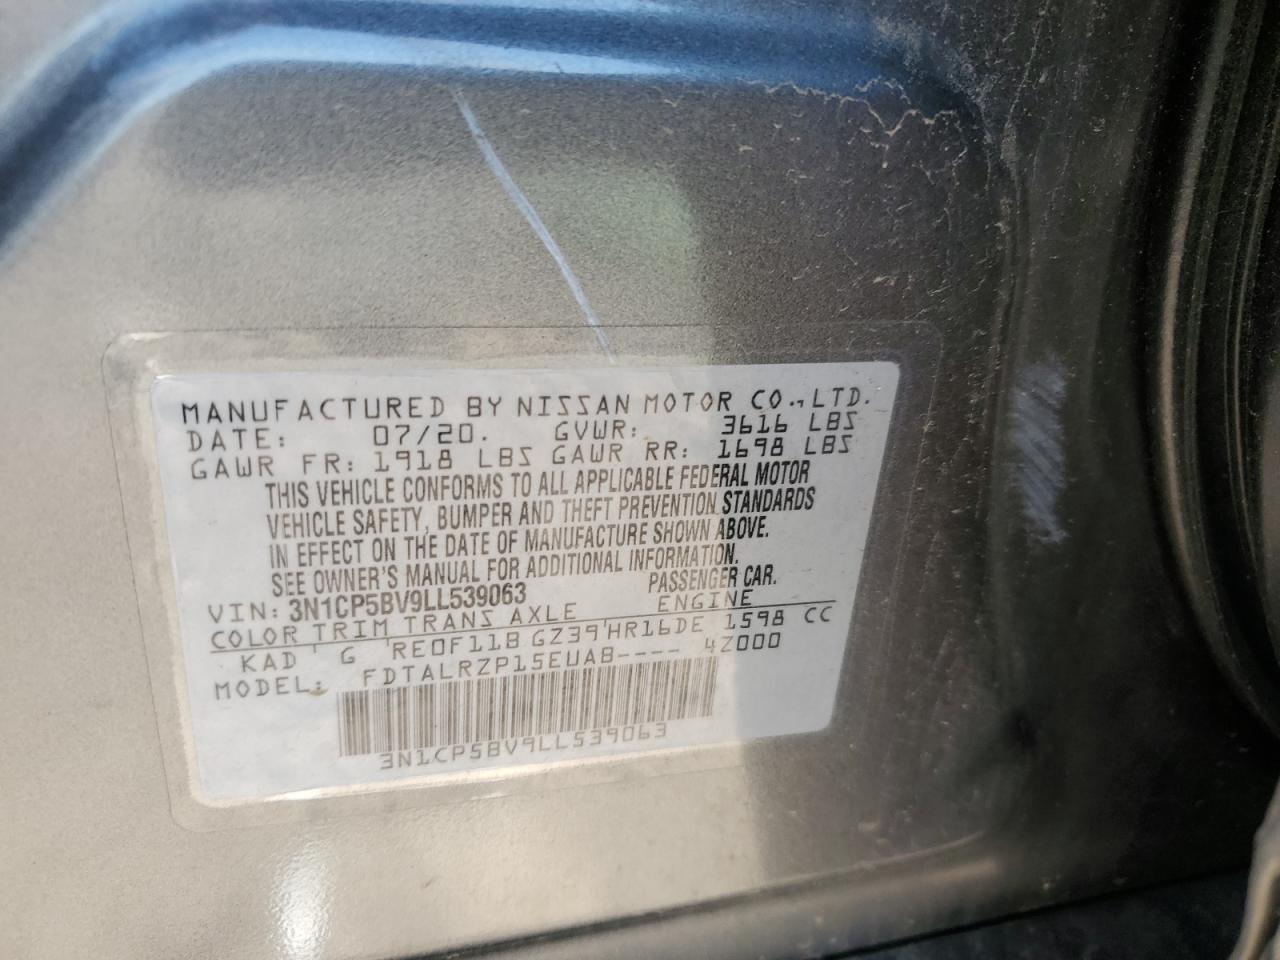 MANUFACTURED BY NISSAN MOTOR CO., LTD.
DATE: 07/20. GVWR: 3616 LBS
GAWR FR: 1918 LBS GAWR RR: 1698 LBS
THIS VEHICLE CONFORMS TO ALL APPLICABLE FEDERAL MOTOR
VEHICLE SAFETY, BUMPER AND THEFT PREVENTION STANDARDS
IN EFFECT ON THE DATE OF MANUFACTURE SHOWN ABOVE.
SEE OWNER'S MANUAL FOR ADDITIONAL INFORMATION.
VIN: 3N1CP5BV9LL539063 PASSENGER CAR.
COLOR TRIM TRANS AXLE ENGINE
KAD G RE0F11B GZ39 HR16DE 1598 CC
MODEL: FDTALRZP15EUAB---- 4Z000
3N1CP5BV9LL539063